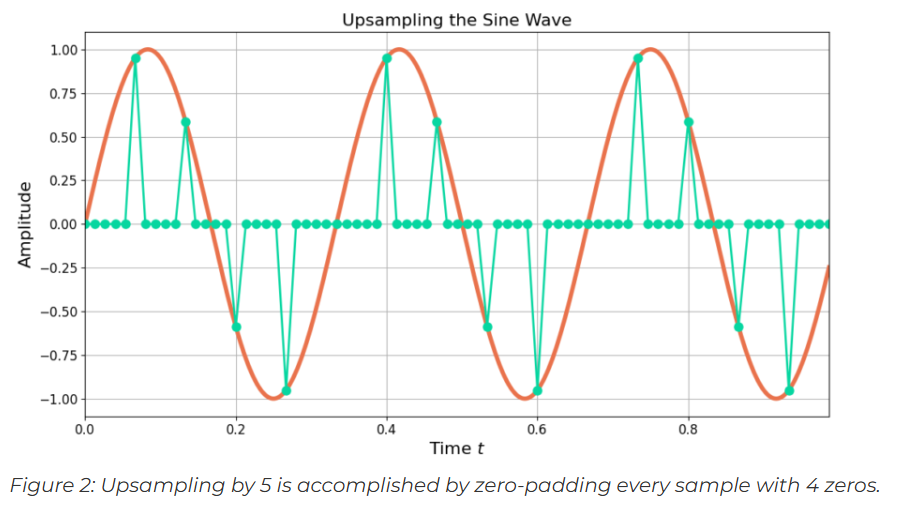 Upsampling the Sine Wave
1.00
0.75
0.50
0.25
0.00
−0.25
−0.50
−0.75
−1.00
Amplitude
0.0 0.2 0.4 0.6 0.8
Time t
Figure 2: Upsampling by 5 is accomplished by zero-padding every sample with 4 zeros.